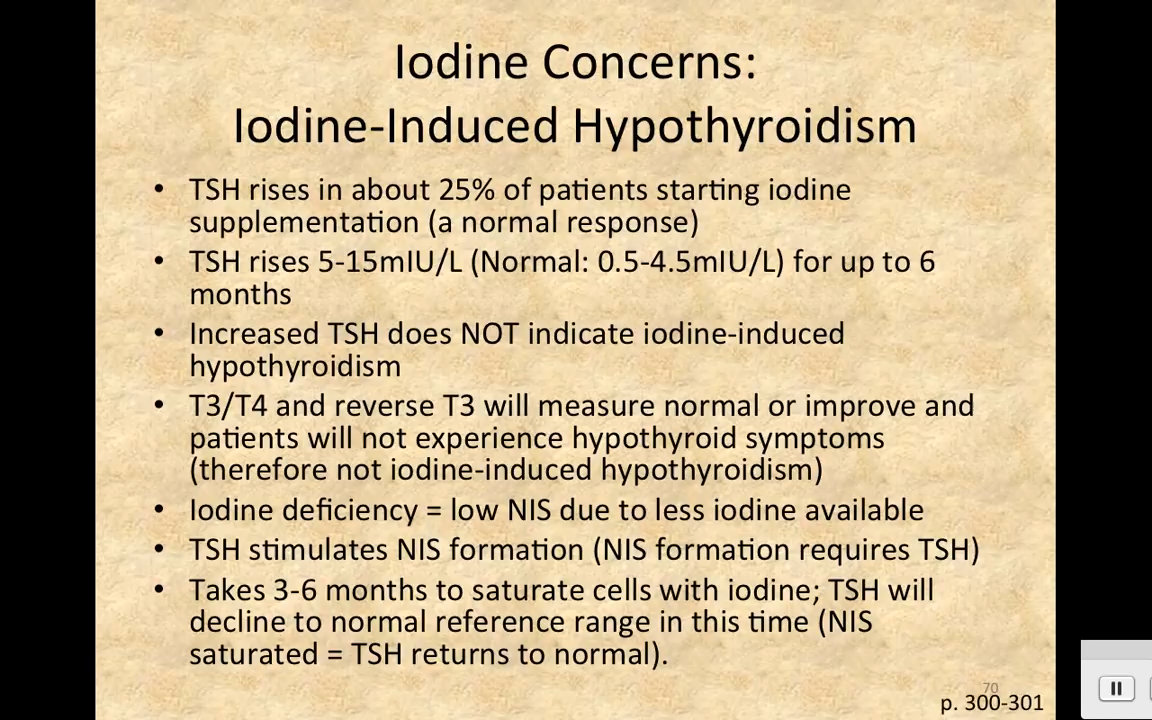 Iodine Concerns:
Iodine-Induced Hypothyroidism
• TSH rises in about 25% of patients starting iodine
supplementation (a normal response)
• TSH rises 5-15mIU/L (Normal: 0.5-4.5mIU/L) for up to 6
months
• Increased TSH does NOT indicate iodine-induced
hypothyroidism
• T3/T4 and reverse T3 will measure normal or improve and
patients will not experience hypothyroid symptoms
(therefore not iodine-induced hypothyroidism)
• Iodine deficiency = low NIS due to less iodine available
• TSH stimulates NIS formation (NIS formation requires TSH)
• Takes 3-6 months to saturate cells with iodine; TSH will
decline to normal reference range in this time (NIS
saturated = TSH returns to normal).
70
p. 300-301